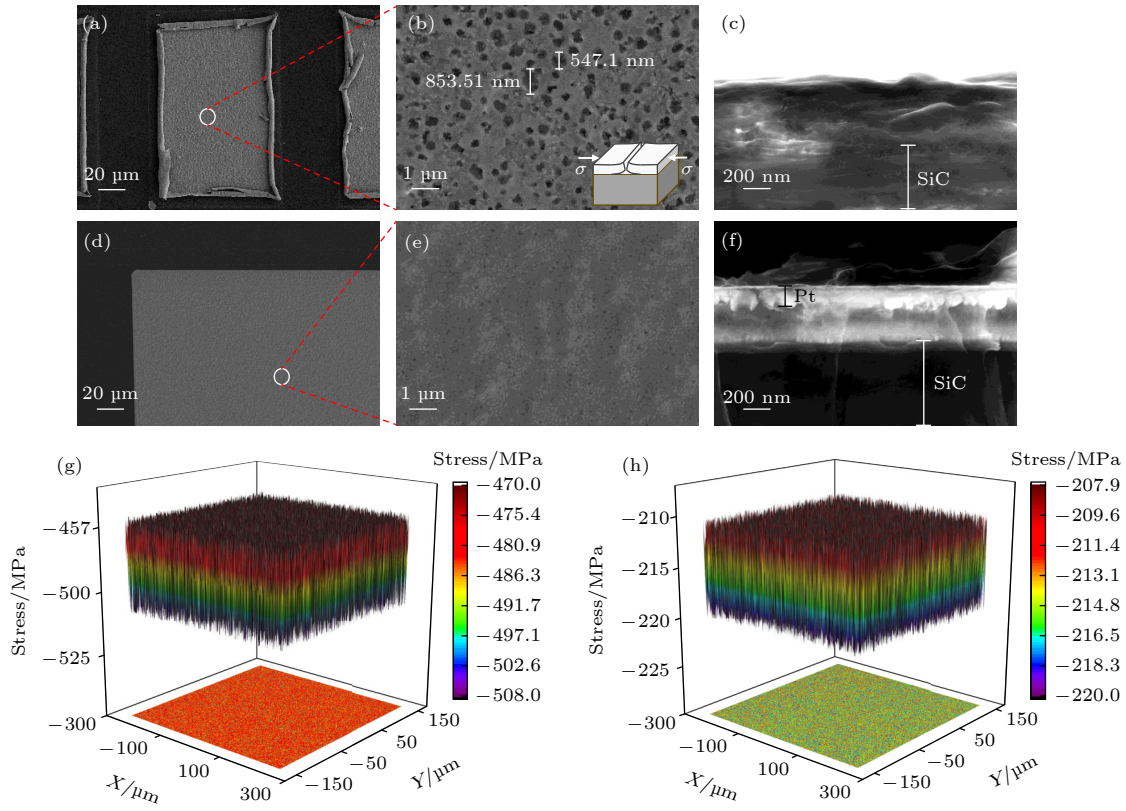 (a)
20 µm
(b)
547.1 nm
853.51 nm
1 µm
σ σ
(c)
200 nm
SiC
(d)
20 µm
(e)
1 µm
(f)
Pt
200 nm
SiC
(g)
Stress/MPa
−470.0
−475.4
−480.9
−486.3
−491.7
−497.1
−502.6
−508.0
Stress/MPa
−457
−500
−525
−300
−100
100
300
X/µm
−150
−50
50
150
Y/µm
(h)
Stress/MPa
−207.9
−209.6
−211.4
−213.1
−214.8
−216.5
−218.3
−220.0
Stress/MPa
−210
−215
−220
−225
−300
−100
100
300
X/µm
−150
−50
50
150
Y/µm